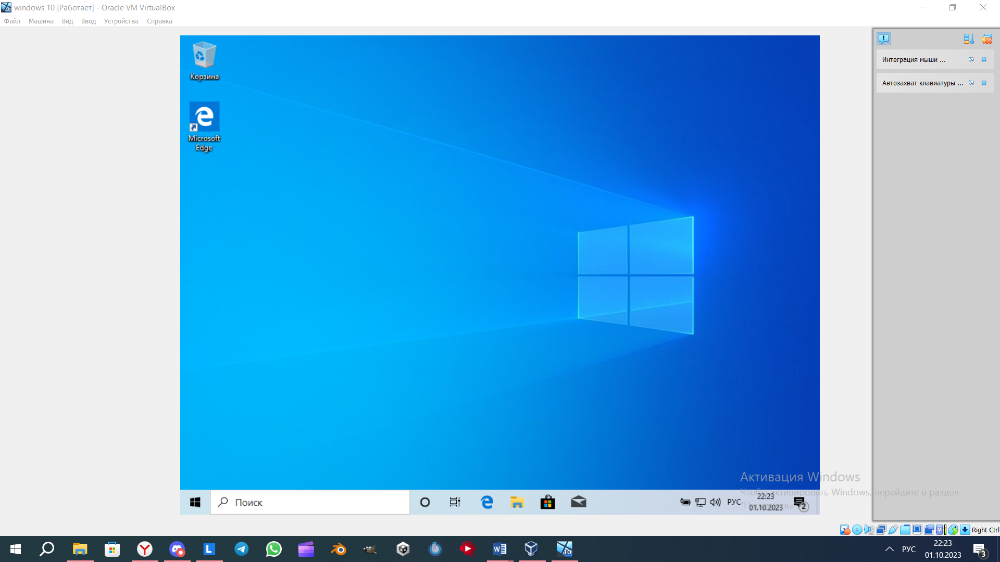 windows 10 [Работает] - Oracle VM VirtualBox
Файл Машина Вид Ввод Устройства Справка
Интеграция мыши ...
Автозахват клавиатуры ...
Корзина
Microsoft
Edge
Активация Windows
Чтобы активировать Windows, перейдите в раздел
"Параметры
Поиск
РУС
22:23
01.10.2023
2
Right Ctrl
10
РУС
22:23
01.10.2023
3